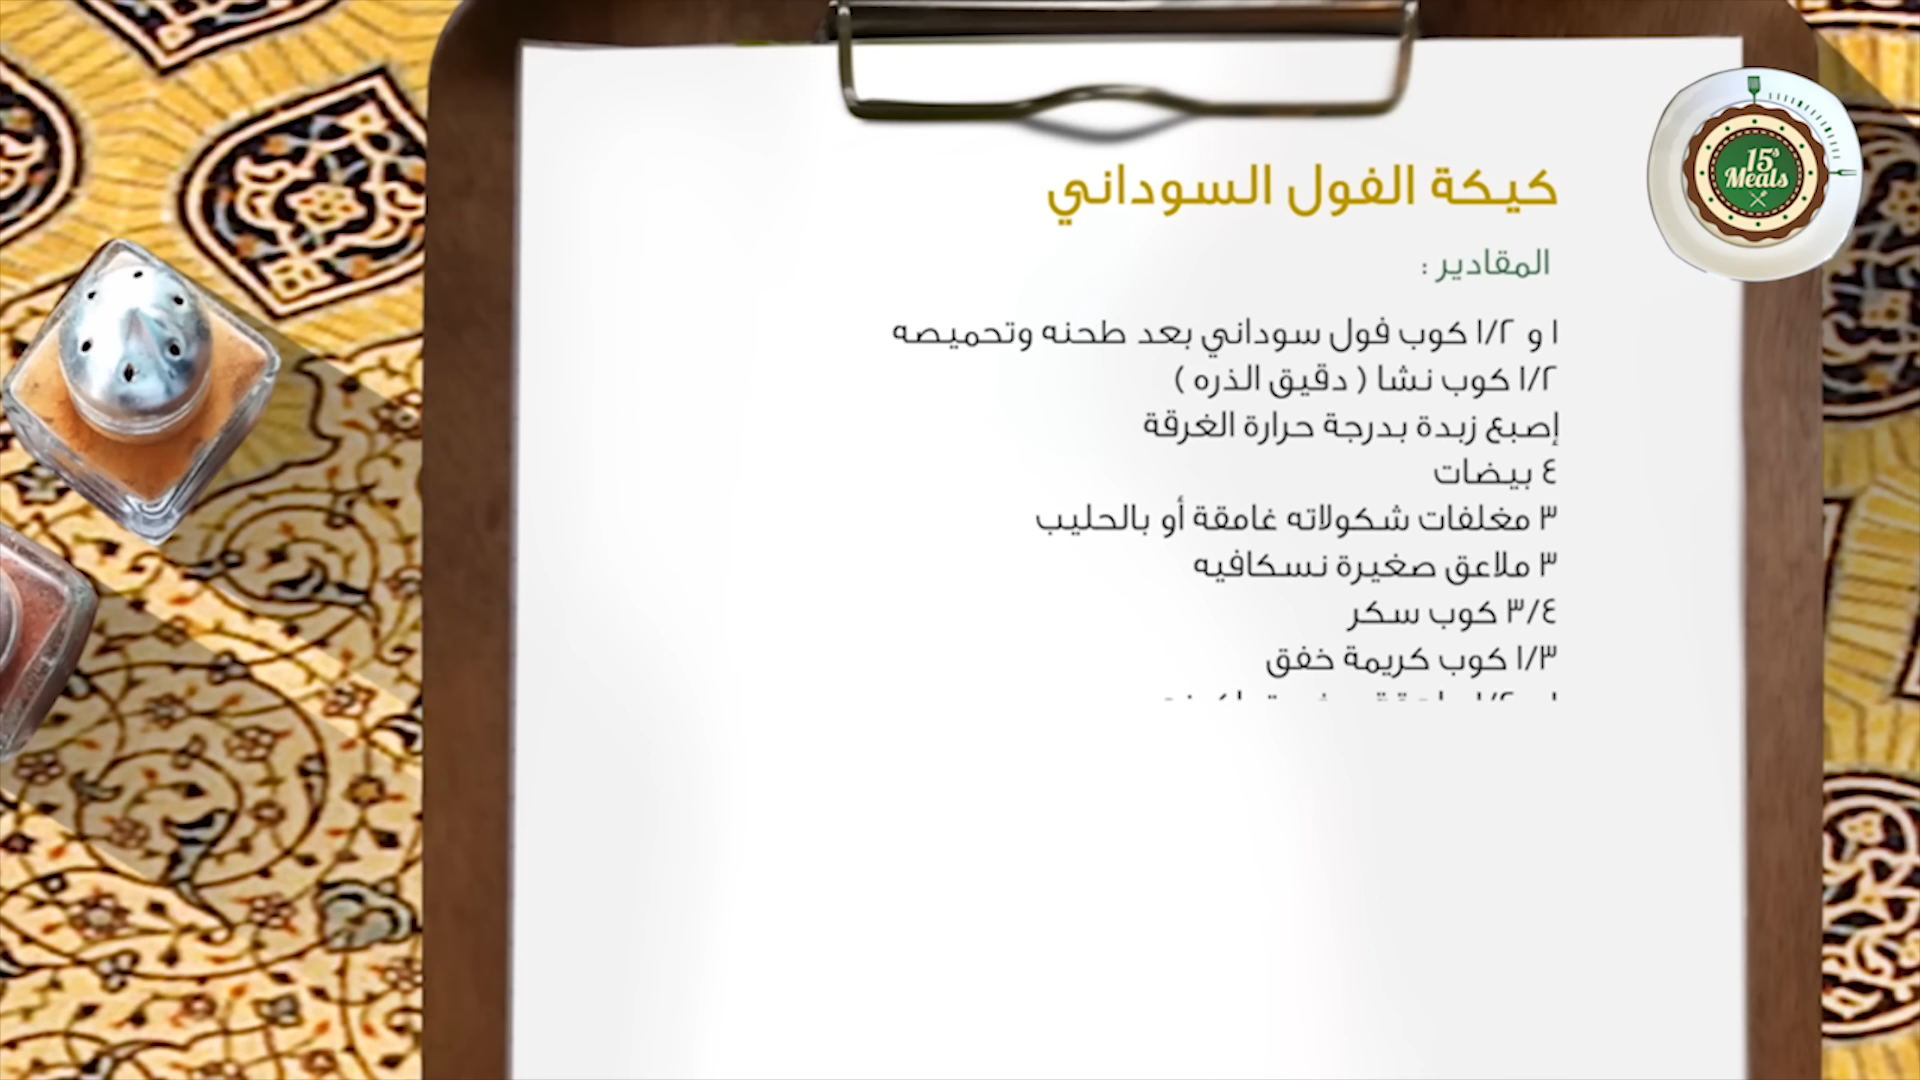 كيكة الفول السوداني
المقادير :
١ و ١/٢ كوب فول سوداني بعد طحنه وتحميصه
١/٢ كوب نشا ( دقيق الذره )
إصبع زبدة بدرجة حرارة الغرقة
٤ بيضات
٣ مغلفات شكولاته غامقة أو بالحليب
٣ ملاعق صغيرة نسكافيه
٣/٤ كوب سكر
١/٣ كوب كريمة خفق
15s
Meals